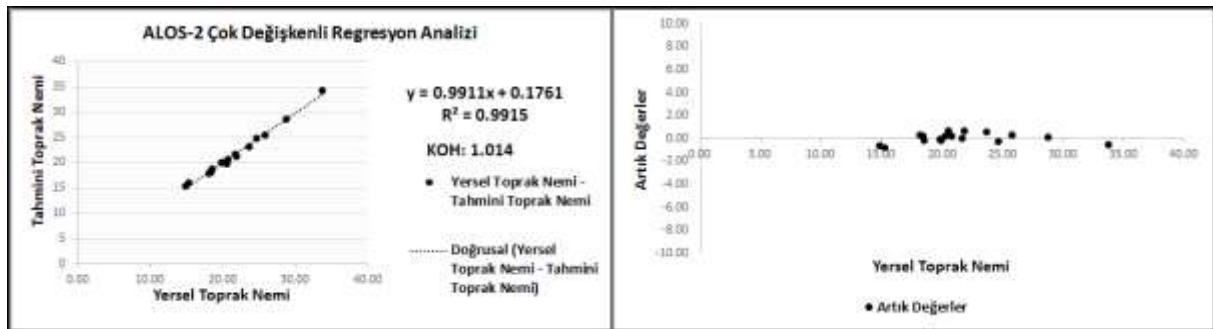 ALOS-2 Çok Değişkenli Regresyon Analizi
Tahmini Toprak Nemi
40
35
30
25
20
15
10
5
0
0.00 10.00 20.00 30.00 40.00
Yersel Toprak Nemi
y = 0.9911x + 0.1761
R² = 0.9915
KOH: 1.014
Yersel Toprak Nemi -
Tahmini Toprak Nemi
Doğrusal (Yersel
Toprak Nemi - Tahmini
Toprak Nemi)
Artık Değerler
10.00
8.00
6.00
4.00
2.00
0.00
-2.00
-4.00
-6.00
-8.00
-10.00
0.00 5.00 10.00 15.00 20.00 25.00 30.00 35.00 40.00
Yersel Toprak Nemi
Artık Değerler